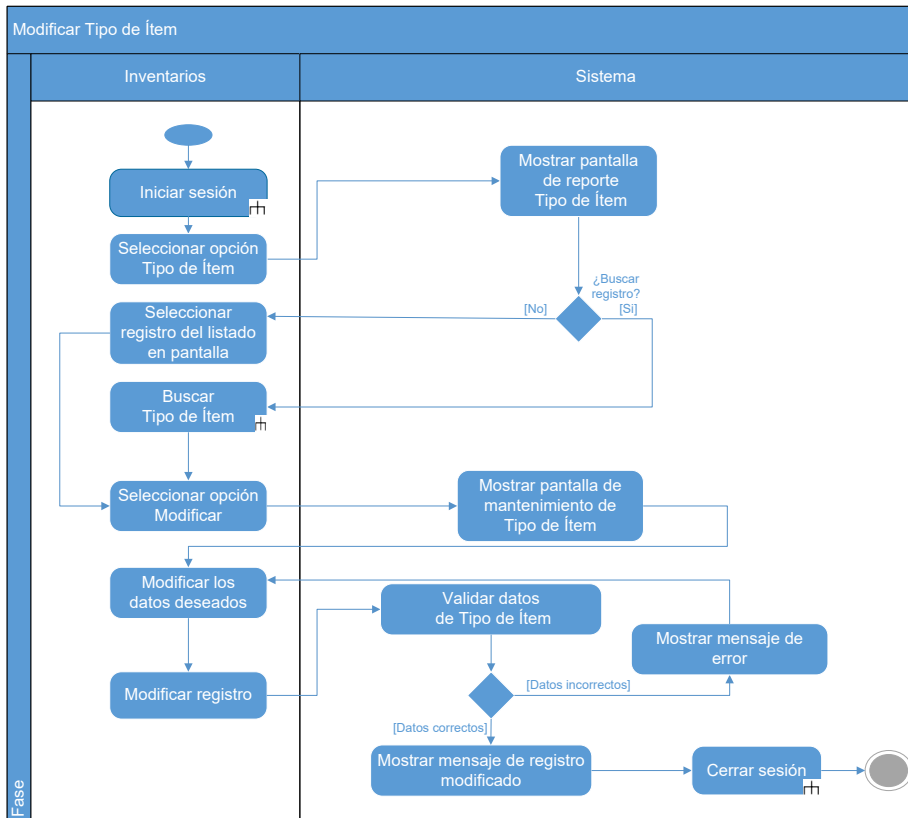 Modificar Tipo de Ítem
Inventarios
Sistema
Fase
Iniciar sesión
Mostrar pantalla
de reporte
Tipo de Ítem
Seleccionar opción
Tipo de Ítem
¿Buscar
registro?
[No]
[Si]
Seleccionar
registro del listado
en pantalla
Buscar
Tipo de Ítem
Seleccionar opción
Modificar
Mostrar pantalla de
mantenimiento de
Tipo de Ítem
Modificar los
datos deseados
Validar datos
de Tipo de Ítem
Mostrar mensaje de
error
Modificar registro
[Datos incorrectos]
[Datos correctos]
Mostrar mensaje de registro
modificado
Cerrar sesión